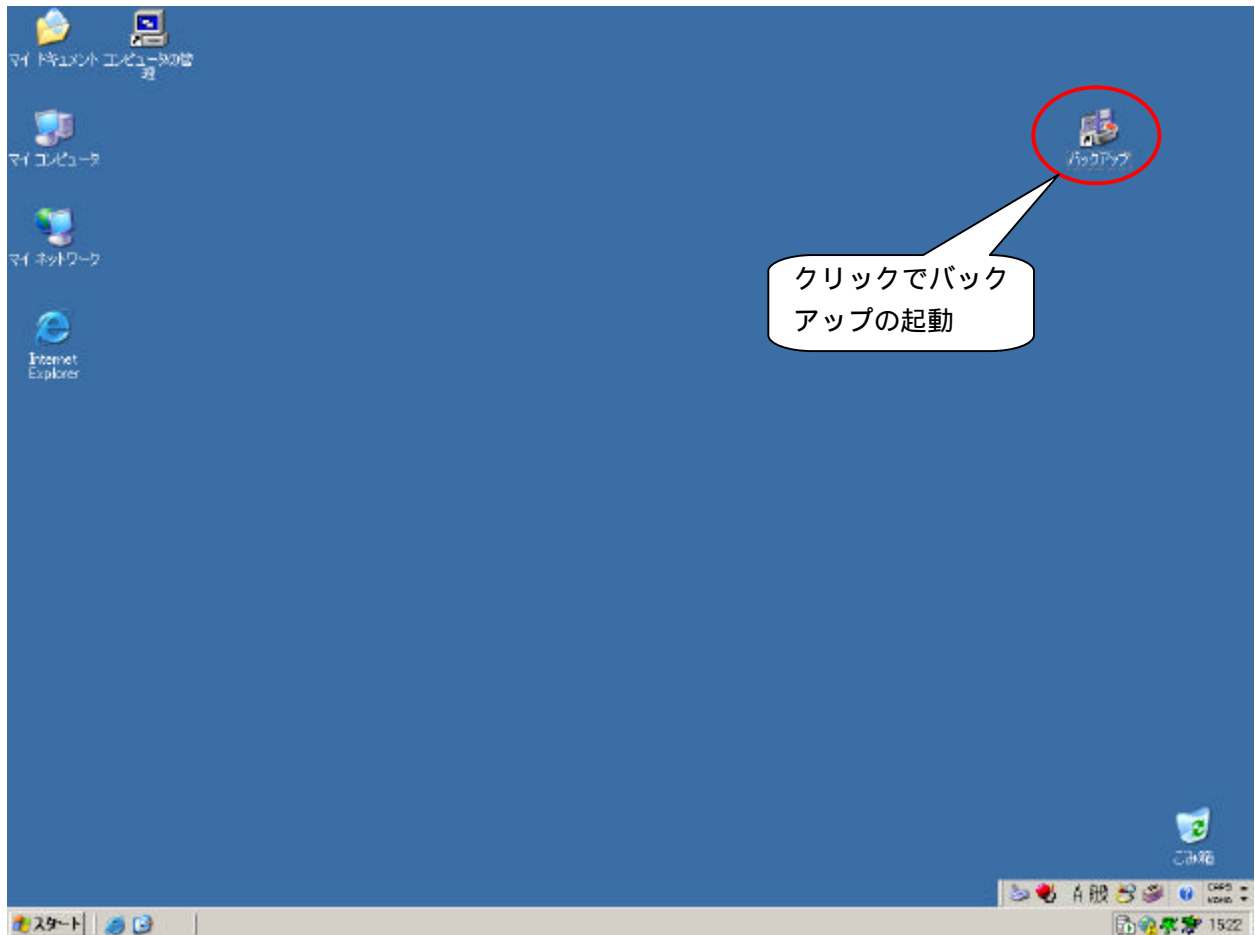 マイ ドキュメント
コンピュータの管
理
マイ コンピュータ
バックアップ
マイ ネットワーク
クリックでバック
アップの起動
Internet
Explorer
ごみ箱
A 般
CAPS
KANA
スタート
15:22